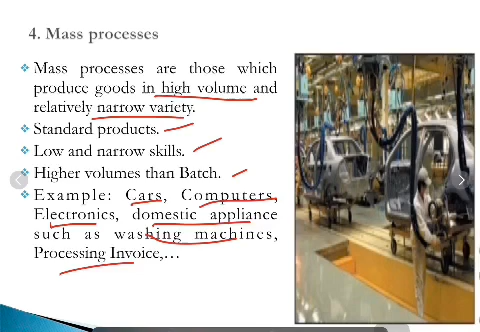 4. Mass processes
Mass processes are those which
produce goods in high volume and
relatively narrow variety.
Standard products.
Low and narrow skills.
Higher volumes than Batch.
Example: Cars, Computers,
Electronics, domestic appliance
such as washing machines,
Processing Invoice,…